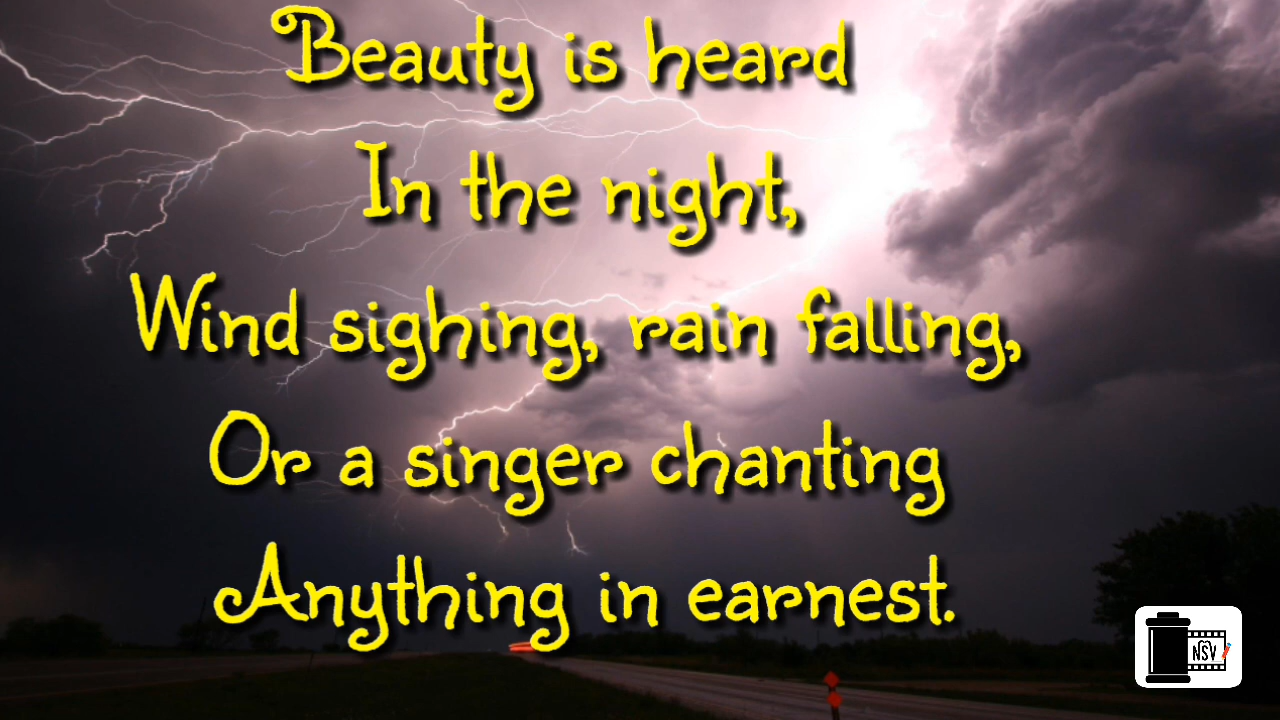 Beauty is heard
In the night,
Wind sighing, rain falling,
Or a singer chanting
Anything in earnest.
NSV